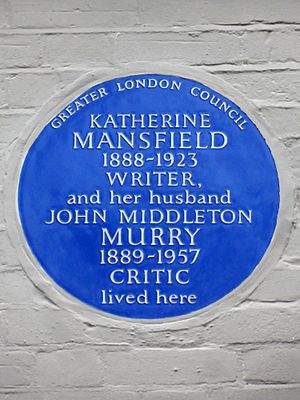 GREATER LONDON COUNCIL
KATHERINE
MANSFIELD
1888-1923
WRITER,
and her husband
JOHN MIDDLETON
MURRY
1889-1957
CRITIC
lived here